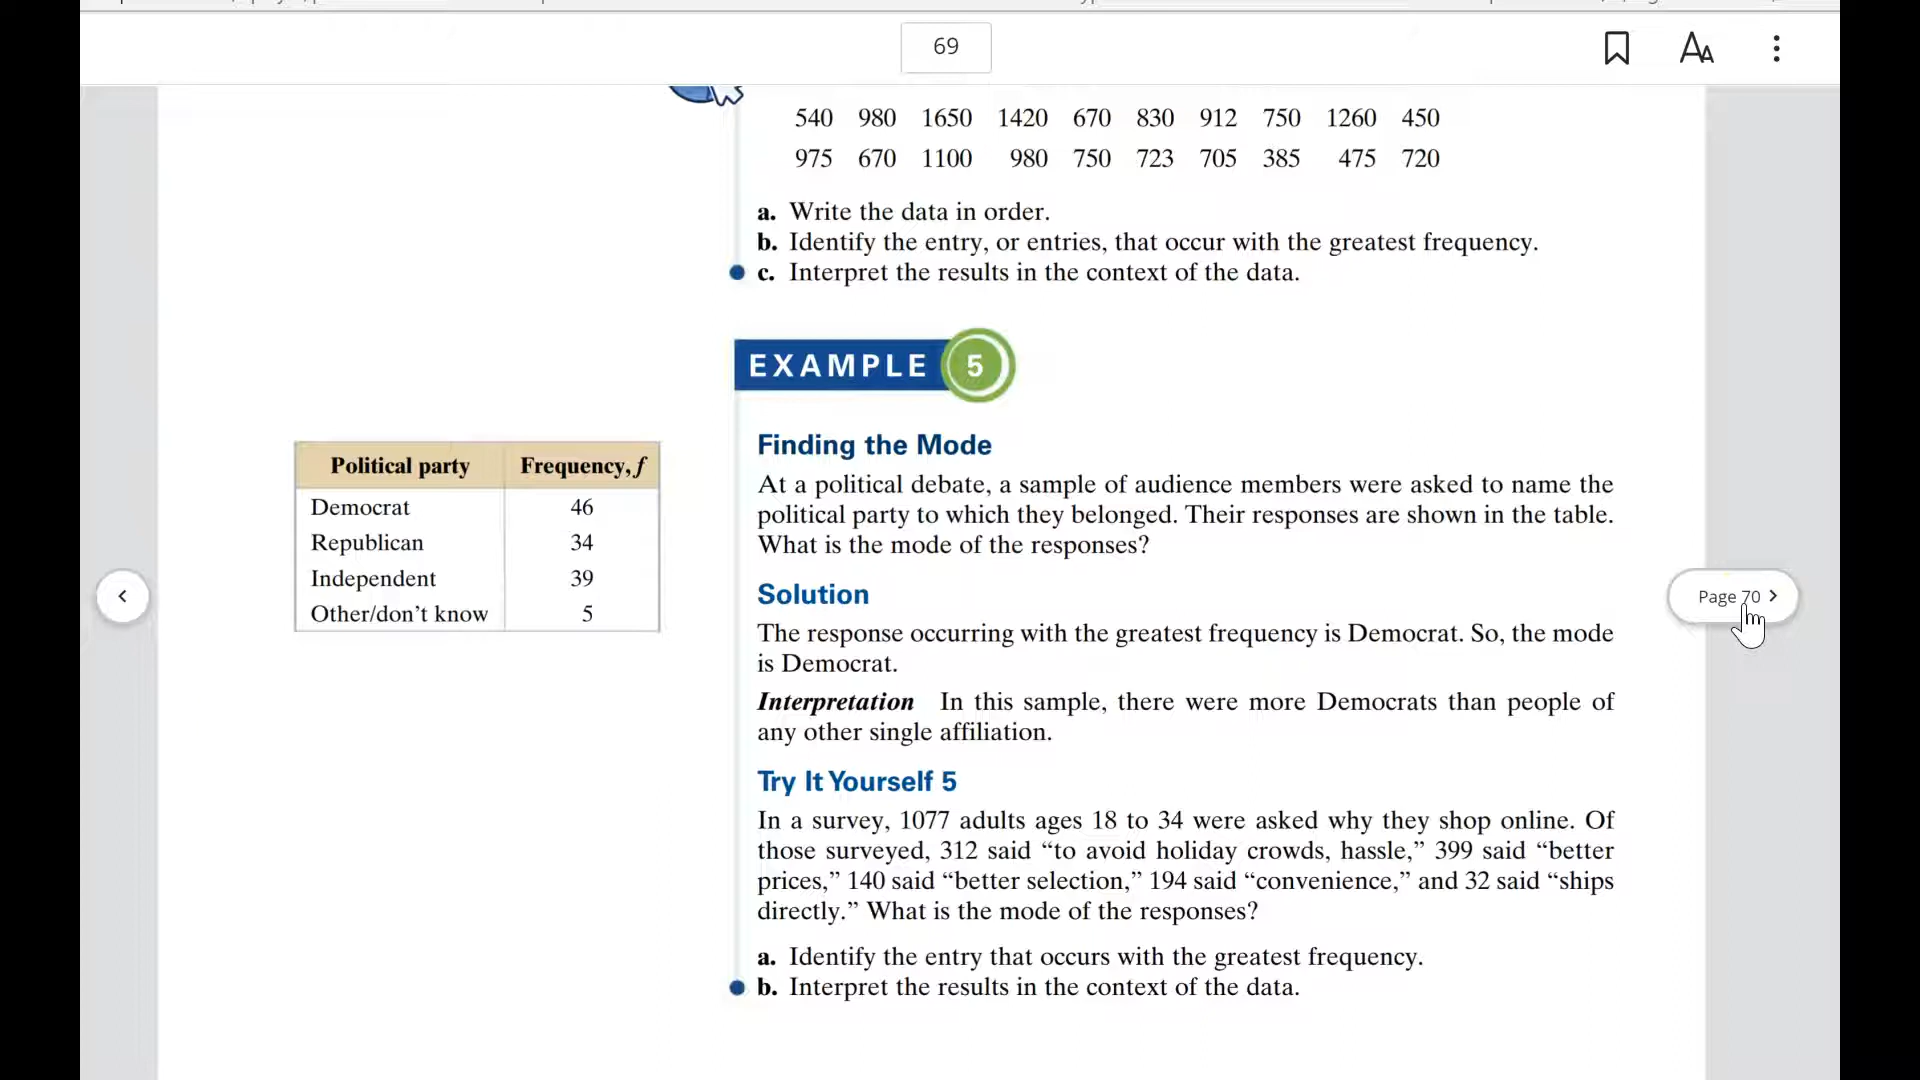 69
540 980 1650 1420 670 830 912 750 1260 450
975 670 1100 980 750 723 705 385 475 720
a. Write the data in order.
b. Identify the entry, or entries, that occur with the greatest frequency.
c. Interpret the results in the context of the data.
EXAMPLE 5
Political party Frequency, f
Democrat 46
Republican 34
Independent 39
Other/don’t know 5
Finding the Mode
At a political debate, a sample of audience members were asked to name the
political party to which they belonged. Their responses are shown in the table.
What is the mode of the responses?
Solution
The response occurring with the greatest frequency is Democrat. So, the mode
is Democrat.
Interpretation In this sample, there were more Democrats than people of
any other single affiliation.
Try It Yourself 5
In a survey, 1077 adults ages 18 to 34 were asked why they shop online. Of
those surveyed, 312 said “to avoid holiday crowds, hassle,” 399 said “better
prices,” 140 said “better selection,” 194 said “convenience,” and 32 said “ships
directly.” What is the mode of the responses?
a. Identify the entry that occurs with the greatest frequency.
b. Interpret the results in the context of the data.
Page 70